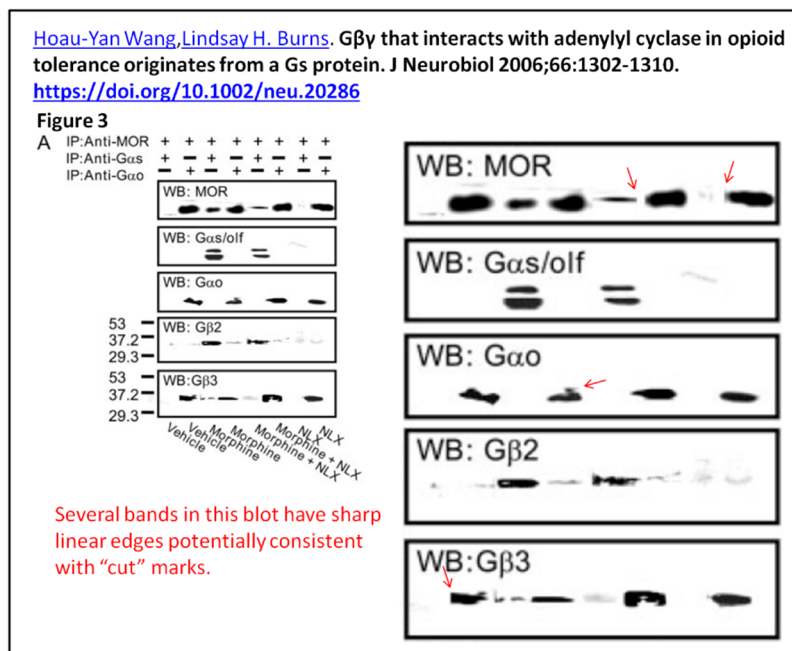 Hoau-Yan Wang,Lindsay H. Burns. Gβγ that interacts with adenylyl cyclase in opioid
tolerance originates from a Gs protein. J Neurobiol 2006;66:1302-1310.
https://doi.org/10.1002/neu.20286
Figure 3
A IP:Anti-MOR + + + + + + + +
IP:Anti-Gαs + − + − + − + −
IP:Anti-Gαo − + − + − + − +
WB: MOR
WB: Gαs/olf
WB: Gαo
53
37.2
29.3
WB: Gβ2
53
37.2
29.3
WB:Gβ3
Vehicle
Vehicle
Morphine
Morphine
Morphine + NLX
Morphine + NLX
NLX
NLX
Several bands in this blot have sharp
linear edges potentially consistent
with “cut” marks.
WB: MOR
WB: Gαs/olf
WB: Gαo
WB: Gβ2
WB:Gβ3